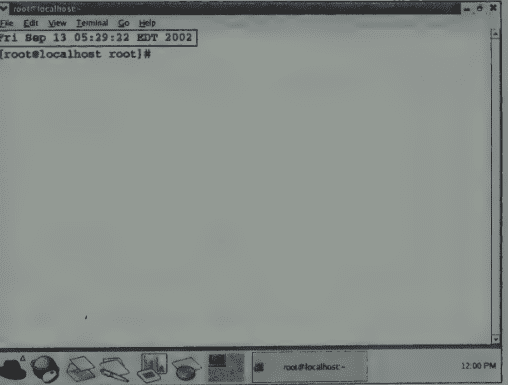 root@localhost:~
File Edit View Terminal Go Help
Fri Sep 13 05:29:22 EDT 2002
[root@localhost root]#
root@localhost:~
12:00 PM